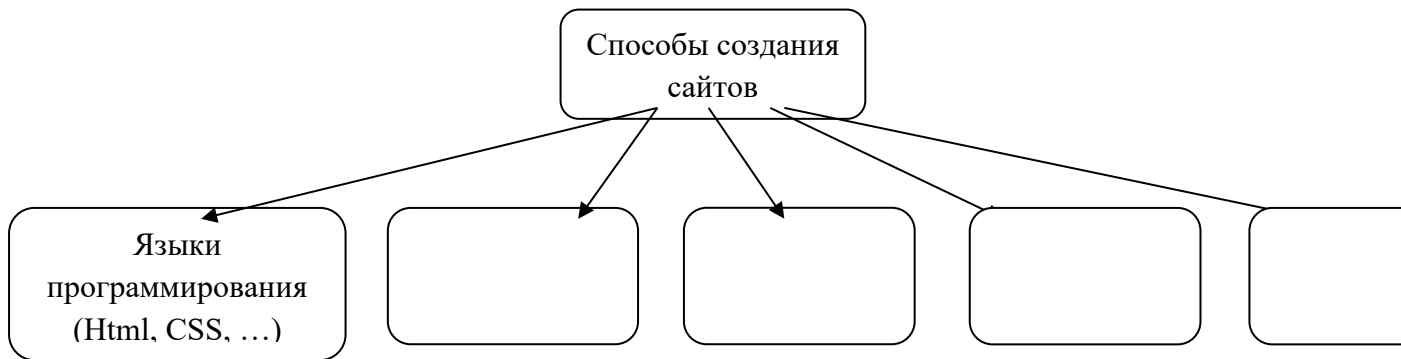 Способы создания
сайтов
Языки
программирования
(Html, CSS, …)